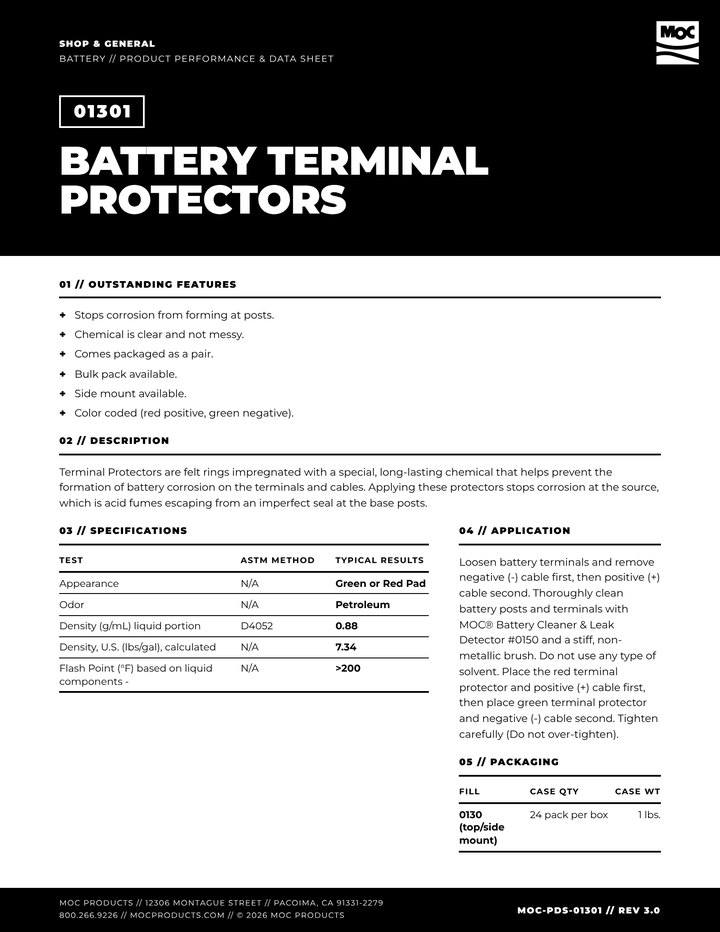 SHOP & GENERAL
BATTERY // PRODUCT PERFORMANCE & DATA SHEET
MOC
01301
BATTERY TERMINAL
PROTECTORS
01 // OUTSTANDING FEATURES
+ Stops corrosion from forming at posts.
+ Chemical is clear and not messy.
+ Comes packaged as a pair.
+ Bulk pack available.
+ Side mount available.
+ Color coded (red positive, green negative).
02 // DESCRIPTION
Terminal Protectors are felt rings impregnated with a special, long-lasting chemical that helps prevent the
formation of battery corrosion on the terminals and cables. Applying these protectors stops corrosion at the source,
which is acid fumes escaping from an imperfect seal at the base posts.
03 // SPECIFICATIONS
TEST ASTM METHOD TYPICAL RESULTS
Appearance N/A Green or Red Pad
Odor N/A Petroleum
Density (g/mL) liquid portion D4052 0.88
Density, U.S. (lbs/gal), calculated N/A 7.34
Flash Point (°F) based on liquid N/A >200
components -
04 // APPLICATION
Loosen battery terminals and remove
negative (-) cable first, then positive (+)
cable second. Thoroughly clean
battery posts and terminals with
MOC® Battery Cleaner & Leak
Detector #0150 and a stiff, non-
metallic brush. Do not use any type of
solvent. Place the red terminal
protector and positive (+) cable first,
then place green terminal protector
and negative (-) cable second. Tighten
carefully (Do not over-tighten).
05 // PACKAGING
FILL CASE QTY CASE WT
0130 24 pack per box 1 lbs.
(top/side
mount)
MOC PRODUCTS // 12306 MONTAGUE STREET // PACOIMA, CA 91331-2279
800.266.9226 // MOCPRODUCTS.COM // © 2026 MOC PRODUCTS
MOC-PDS-01301 // REV 3.0